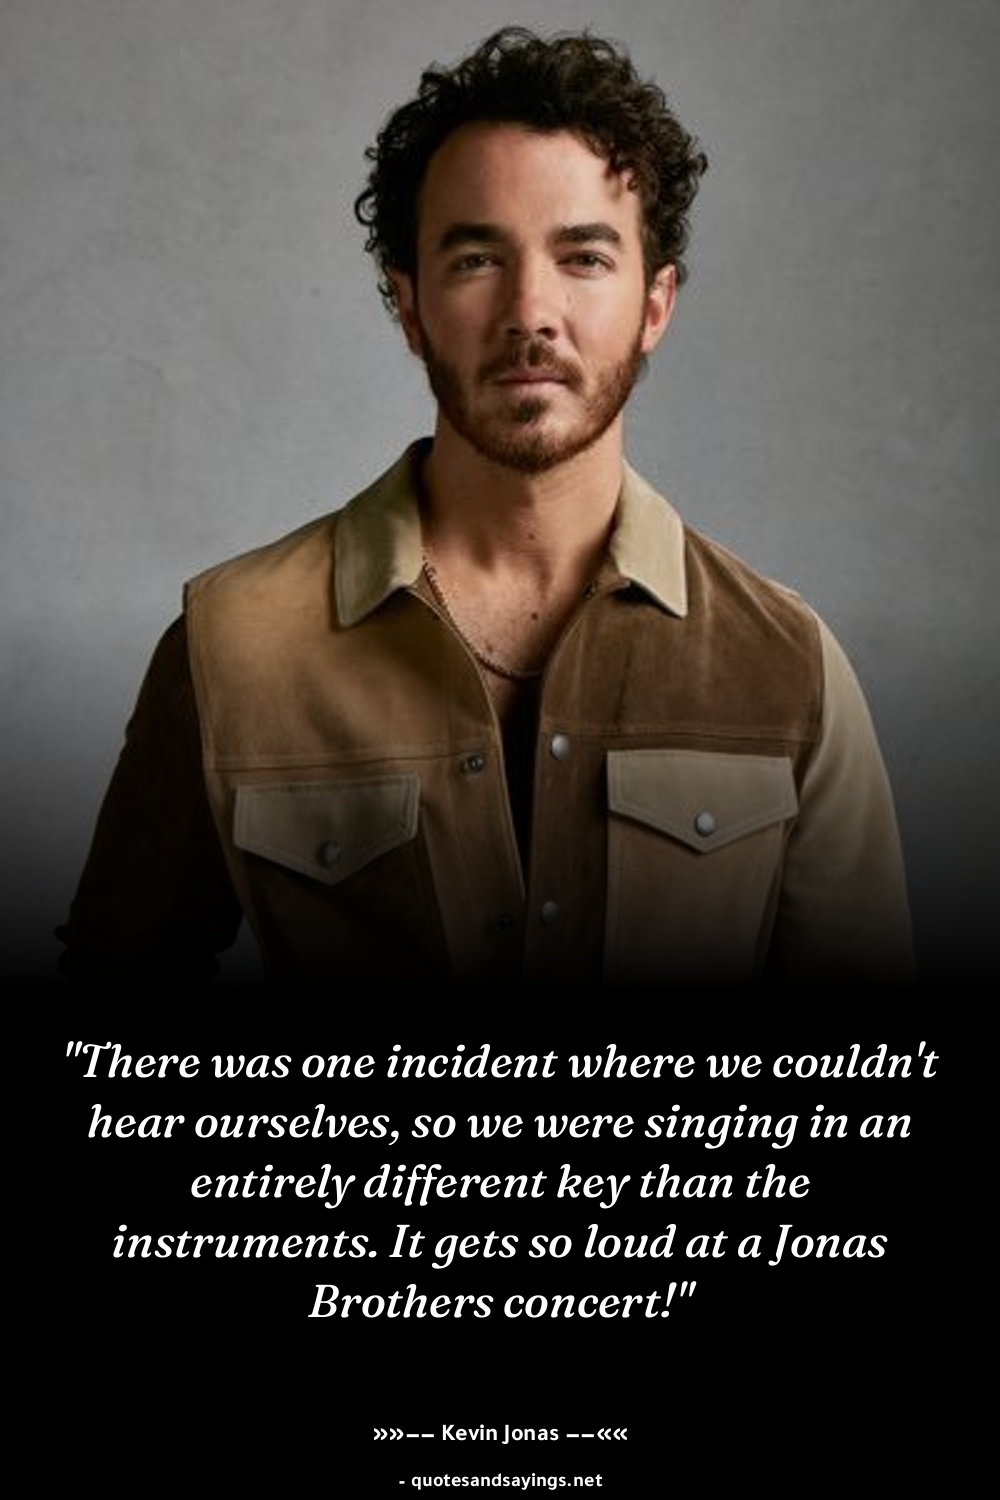 "There was one incident where we couldn't
hear ourselves, so we were singing in an
entirely different key than the
instruments. It gets so loud at a Jonas
Brothers concert!"
»»−− Kevin Jonas −−««
- quotesandsayings.net